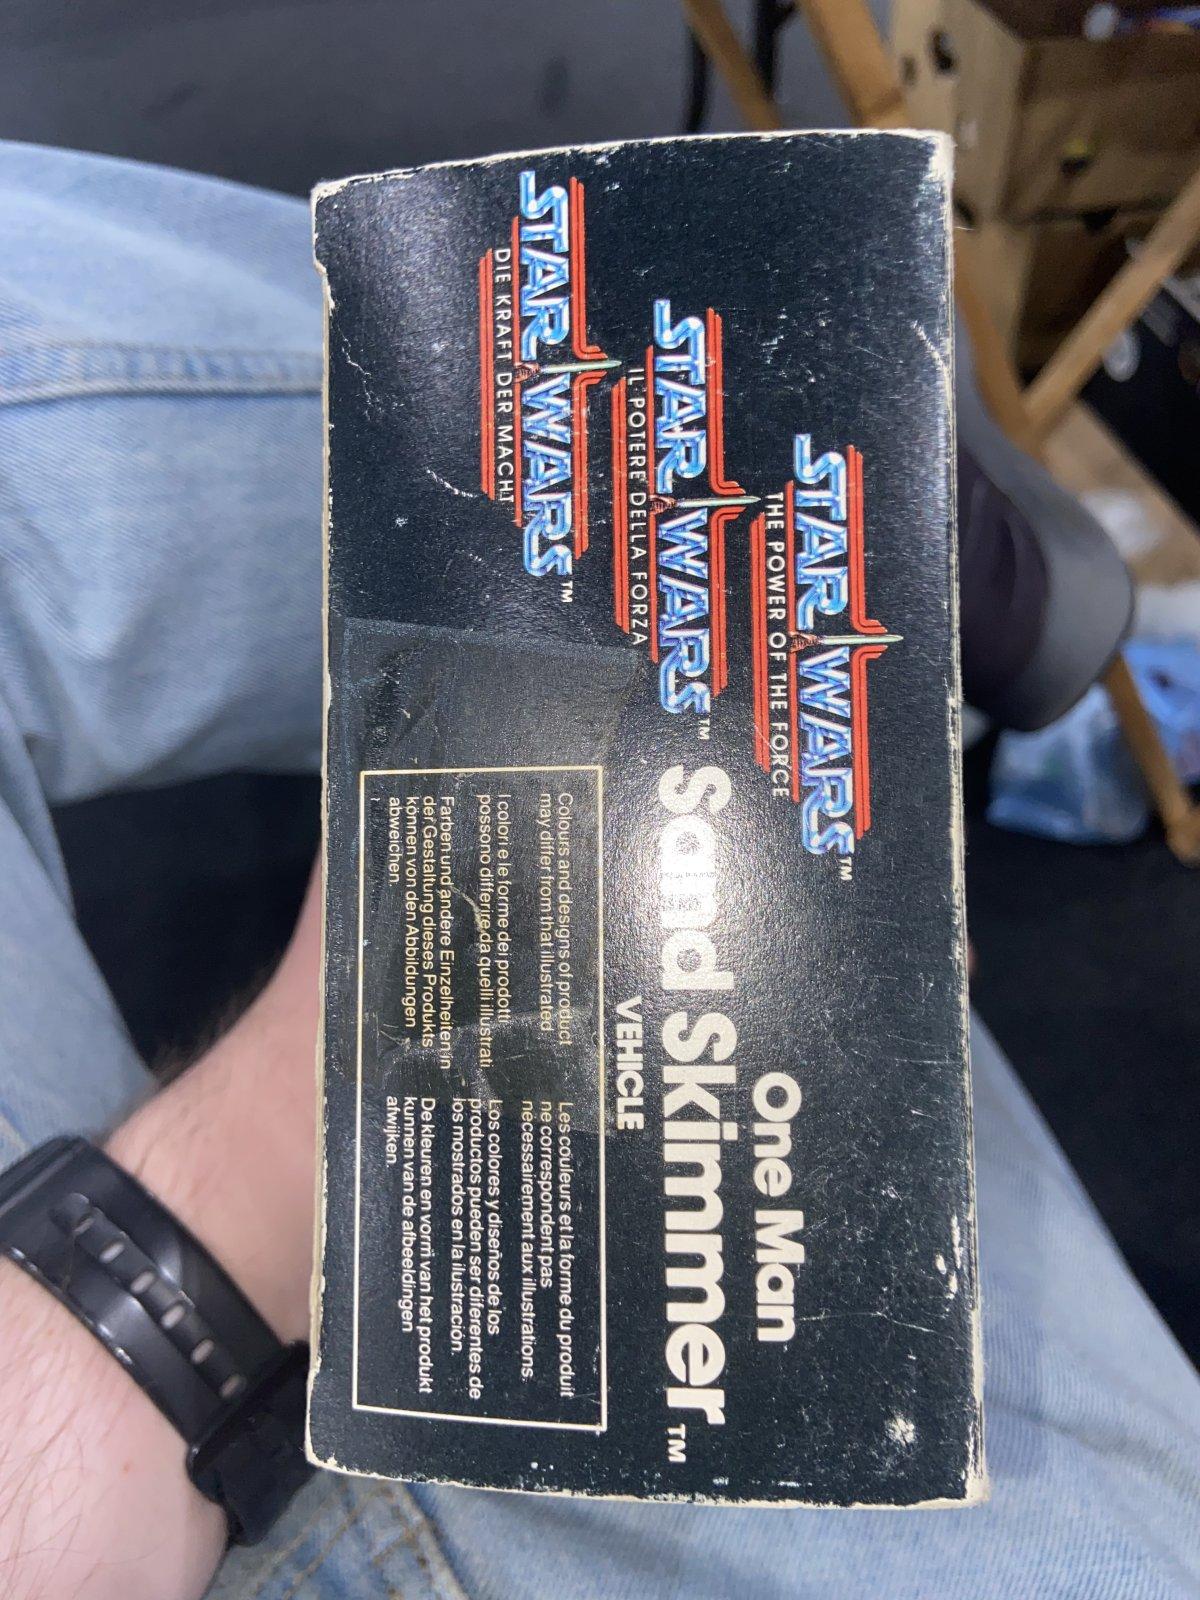 STAR WARS™
THE POWER OF THE FORCE
STAR WARS™
IL POTERE DELLA FORZA
STAR WARS™
DIE KRAFT DER MACHT
One Man
Sand Skimmer™
VEHICLE
Colours and designs of product
may differ from that illustrated
I colori e le forme dei prodotti
possono differire da quelli illustrati
Farben und andere Einzelheiten in
der Gestaltung dieses Produkts
können von den Abbildungen
abweichen.
Les couleurs et la forme du produit
ne correspondent pas
nécessairement aux illustrations.
Los colores y diseños de los
productos pueden ser diferentes de
los mostrados en la ilustración.
De kleuren en vorm van het produkt
kunnen van de afbeeldingen
afwijken.